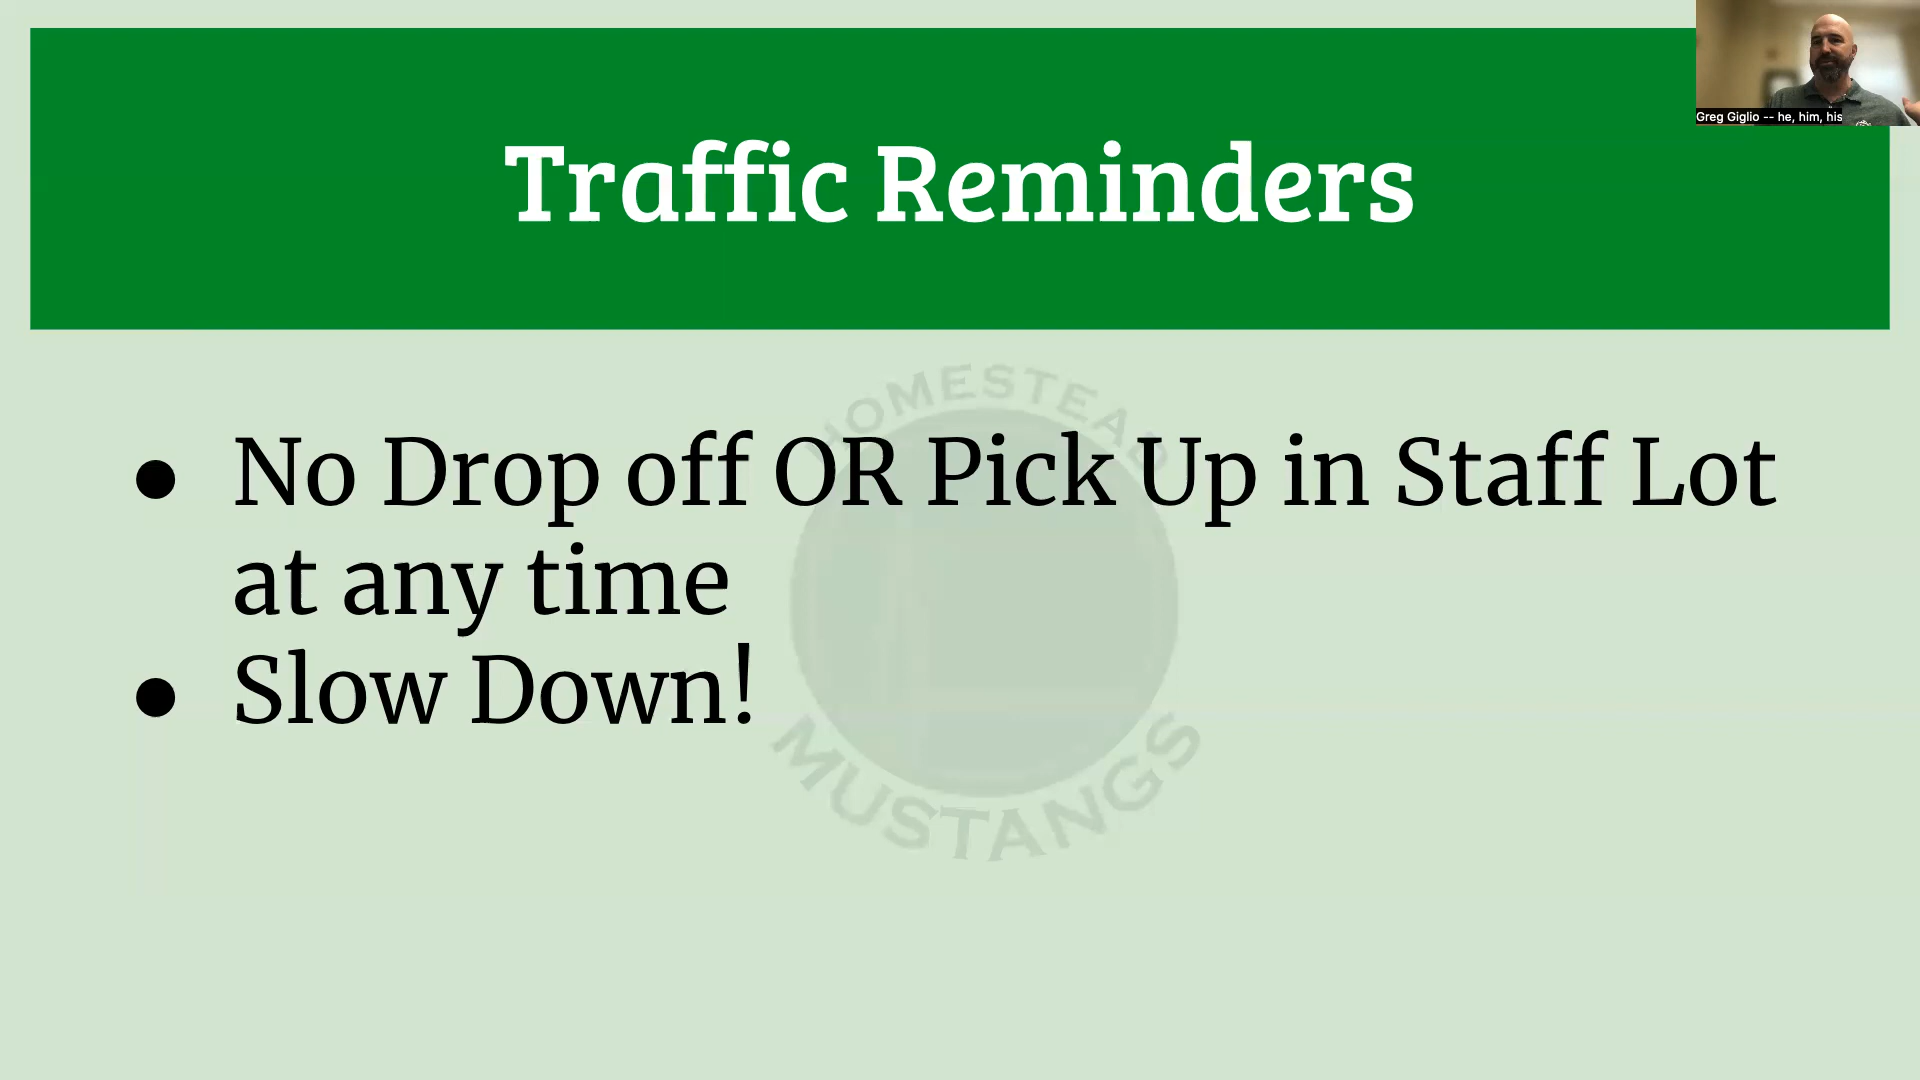 Greg Giglio -- he, him, his
Traffic Reminders
HOMESTEAD
● No Drop off OR Pick Up in Staff Lot
at any time
● Slow Down!
MUSTANGS